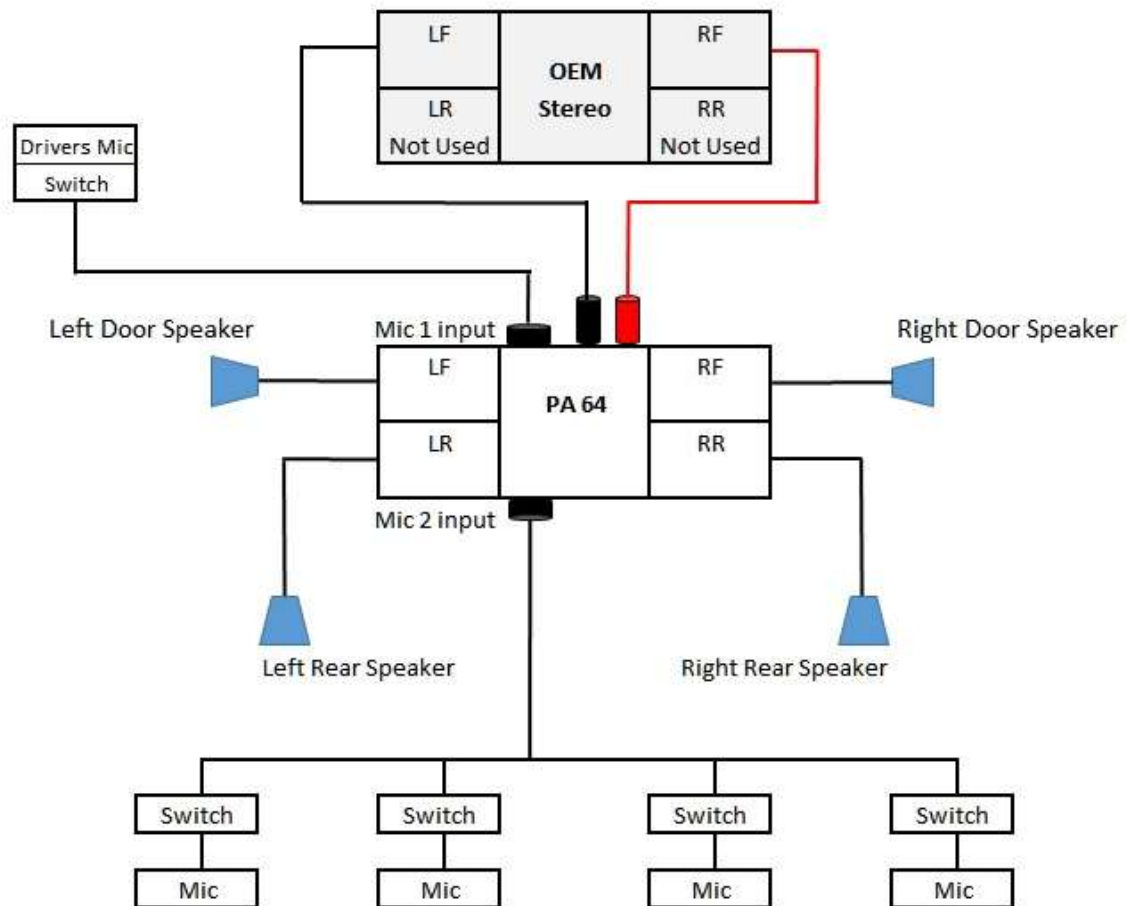 LF
OEM
Stereo
RF
LR
Not Used
RR
Not Used
Drivers Mic
Switch
Left Door Speaker
Mic 1 input
Right Door Speaker
LF
PA 64
RF
LR
RR
Mic 2 input
Left Rear Speaker
Right Rear Speaker
Switch
Switch
Switch
Switch
Mic
Mic
Mic
Mic